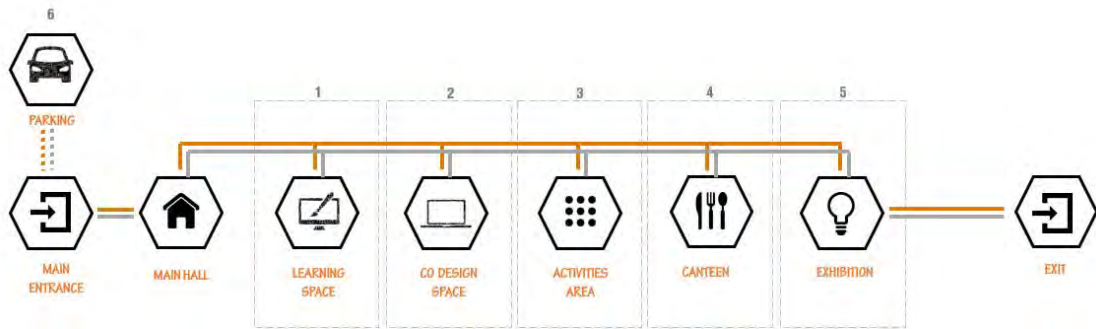 6
PARKING
1
2
3
4
5
MAIN
ENTRANCE
MAIN HALL
LEARNING
SPACE
CO DESIGN
SPACE
ACTIVITIES
AREA
CANTEEN
EXHIBITION
EXIT